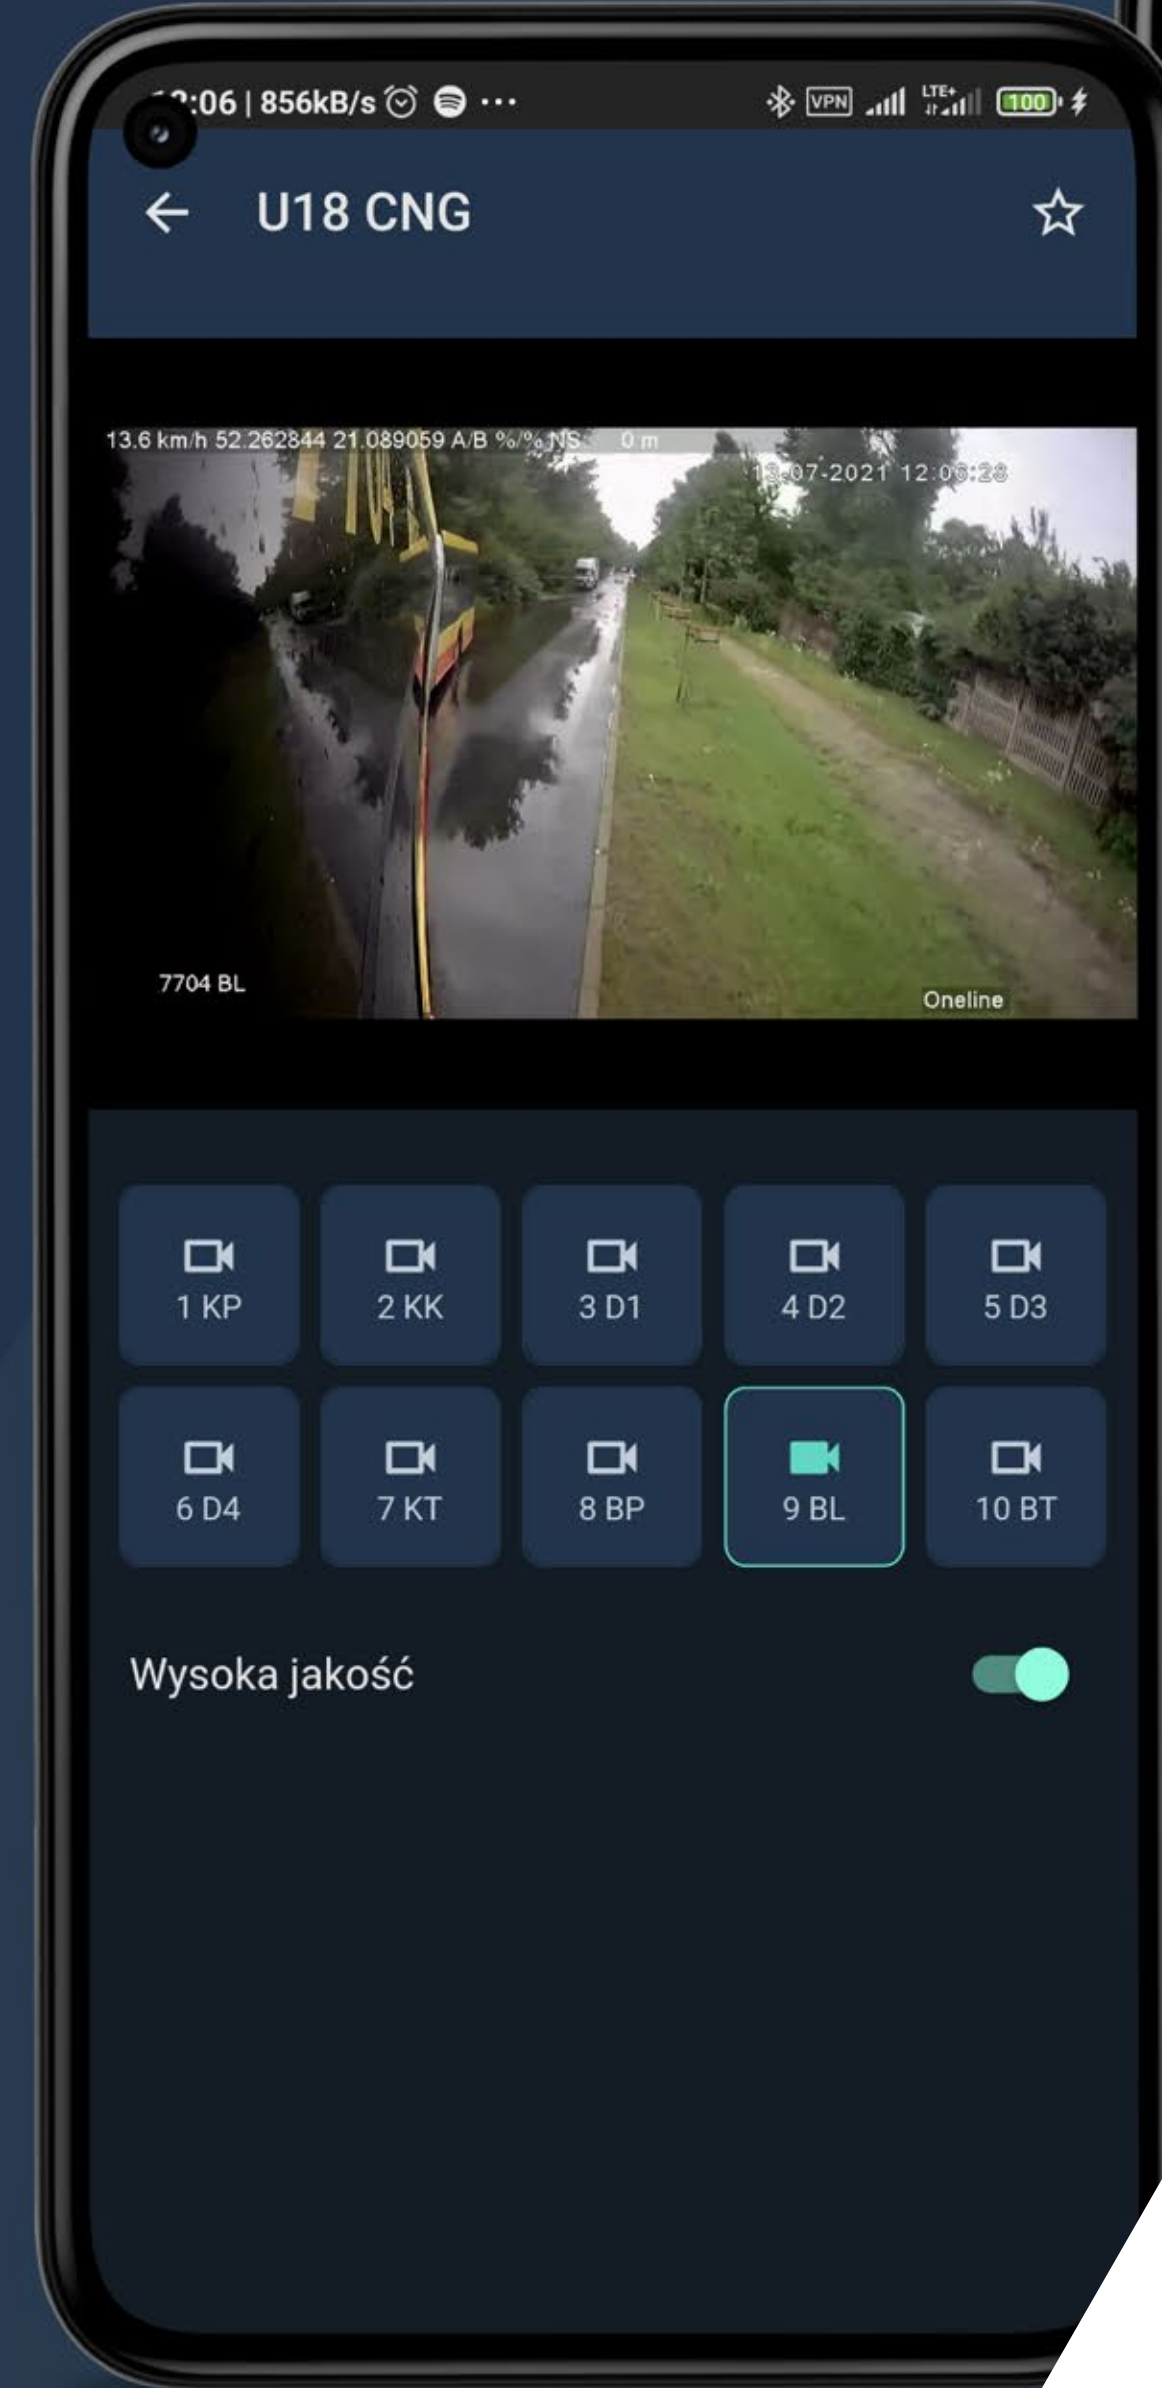 :06 | 856kB/s ... VPN LTE+ 100
U18 CNG
13.6 km/h 52.262844 21.089059 A/B %/% NS 0 m
13-07-2021 12:06:28
7704 BL
Oneline
1 KP 2 KK 3 D1 4 D2 5 D3
6 D4 7 KT 8 BP 9 BL 10 BT
Wysoka jakość